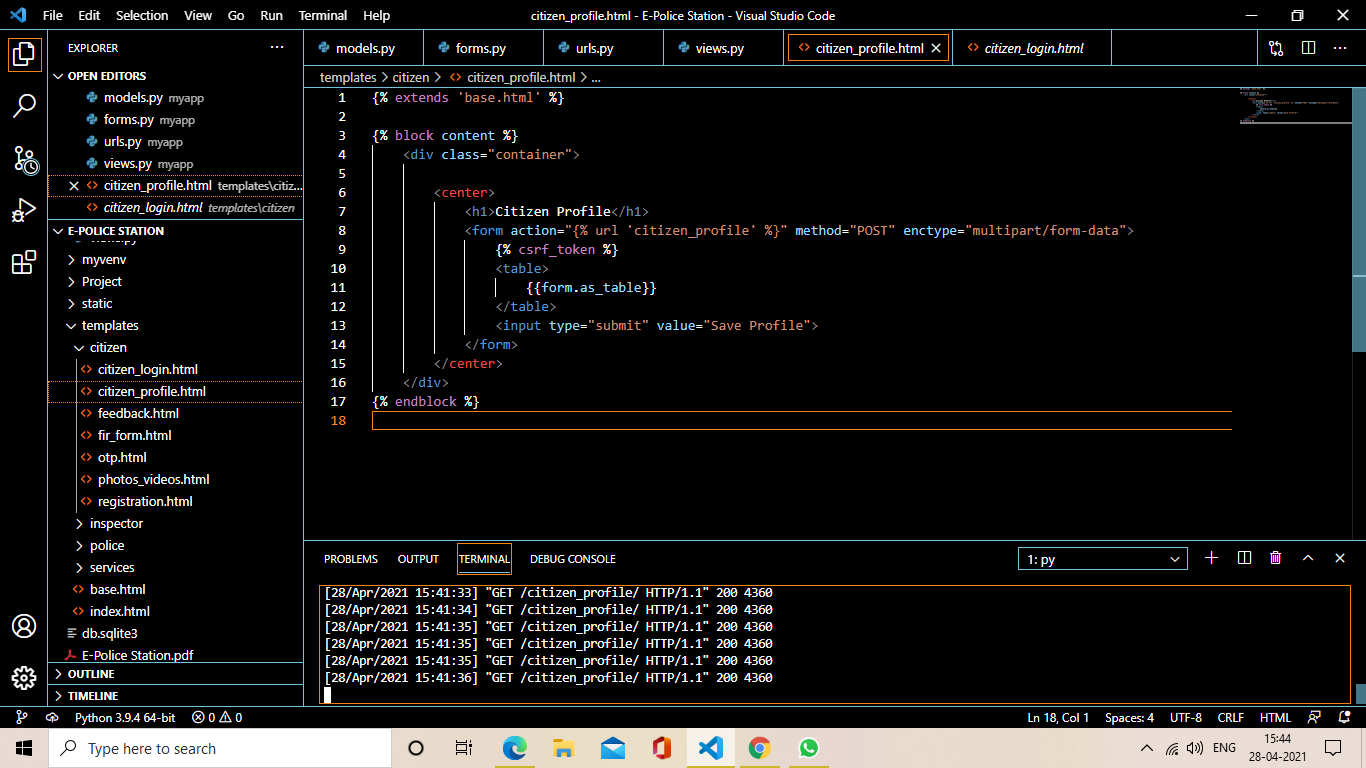 File Edit Selection View Go Run Terminal Help
citizen_profile.html - E-Police Station - Visual Studio Code
EXPLORER
OPEN EDITORS
models.py myapp
forms.py myapp
urls.py myapp
views.py myapp
citizen_profile.html templates\citiz...
citizen_login.html templates\citizen
E-POLICE STATION
myvenv
Project
static
templates
citizen
citizen_login.html
citizen_profile.html
feedback.html
fir_form.html
otp.html
photos_videos.html
registration.html
inspector
police
services
base.html
index.html
db.sqlite3
E-Police Station.pdf
OUTLINE
TIMELINE
models.py forms.py urls.py views.py citizen_profile.html citizen_login.html
templates > citizen > citizen_profile.html > ...
1 {% extends 'base.html' %}
2
3 {% block content %}
4 <div class="container">
5
6 <center>
7 <h1>Citizen Profile</h1>
8 <form action="{% url 'citizen_profile' %}" method="POST" enctype="multipart/form-data">
9 {% csrf_token %}
10 <table>
11 {{form.as_table}}
12 </table>
13 <input type="submit" value="Save Profile">
14 </form>
15 </center>
16 </div>
17 {% endblock %}
18
PROBLEMS OUTPUT TERMINAL DEBUG CONSOLE
1: py
[28/Apr/2021 15:41:33] "GET /citizen_profile/ HTTP/1.1" 200 4360
[28/Apr/2021 15:41:34] "GET /citizen_profile/ HTTP/1.1" 200 4360
[28/Apr/2021 15:41:35] "GET /citizen_profile/ HTTP/1.1" 200 4360
[28/Apr/2021 15:41:35] "GET /citizen_profile/ HTTP/1.1" 200 4360
[28/Apr/2021 15:41:35] "GET /citizen_profile/ HTTP/1.1" 200 4360
[28/Apr/2021 15:41:36] "GET /citizen_profile/ HTTP/1.1" 200 4360
Python 3.9.4 64-bit 0 0
Ln 18, Col 1 Spaces: 4 UTF-8 CRLF HTML
Type here to search
ENG
15:44
28-04-2021